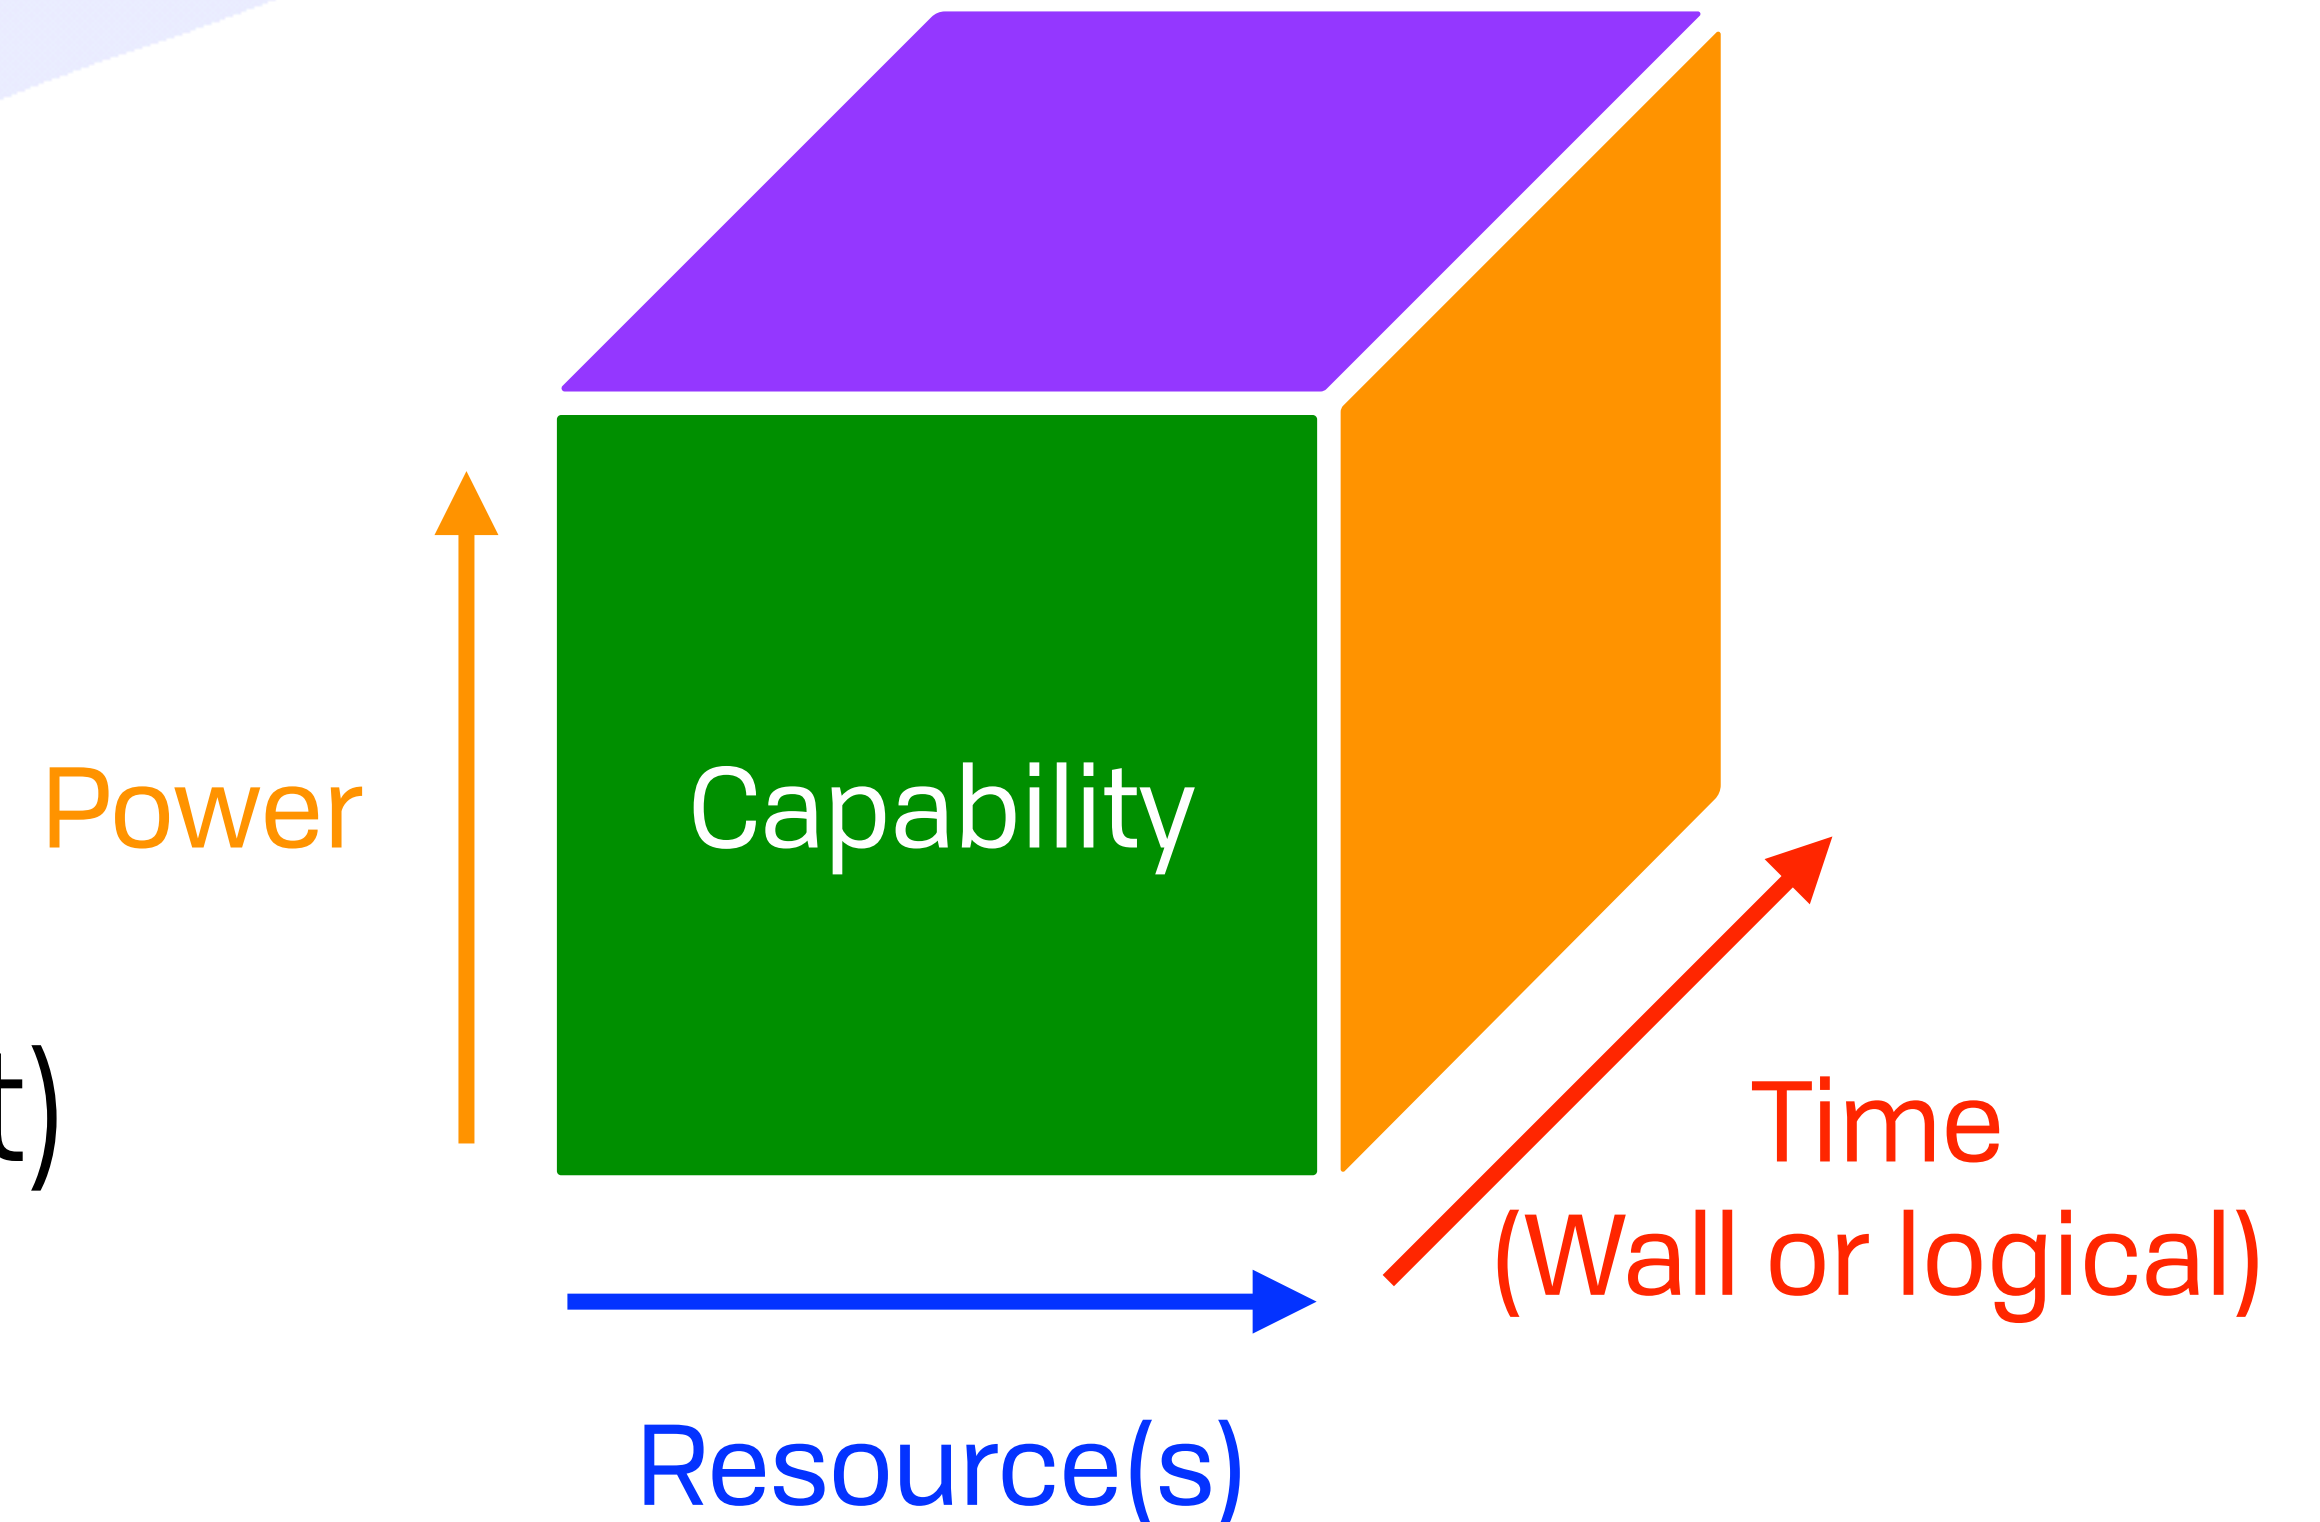 Power
Capability
t)
Time
(Wall or logical)
Resource(s)